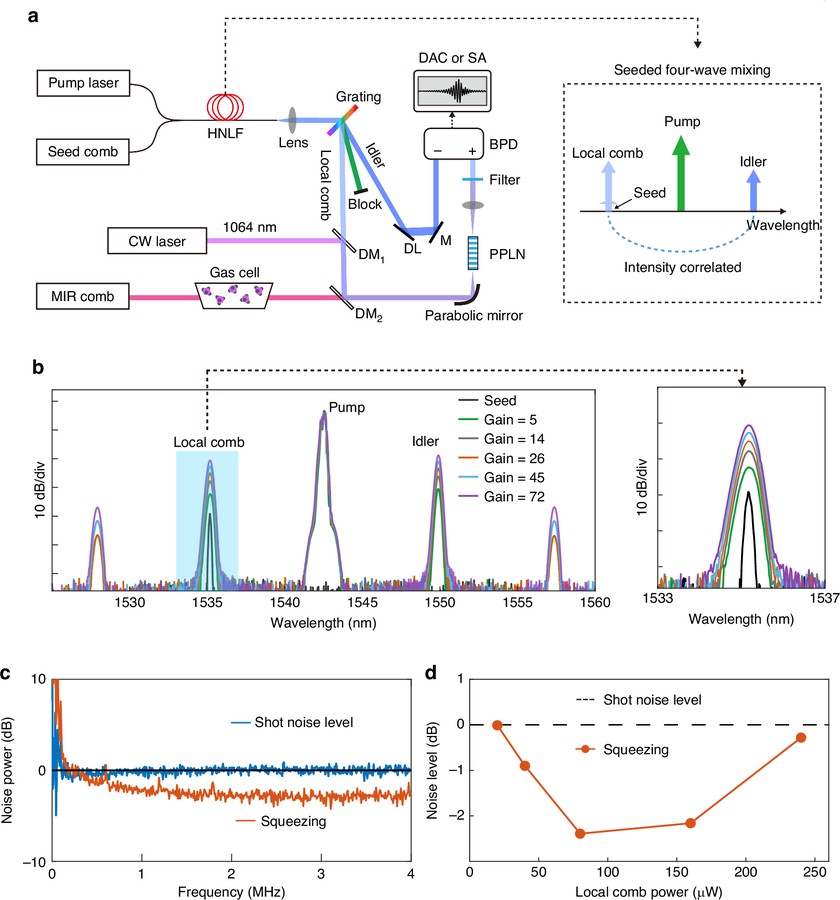 a
Pump laser
Seed comb
HNLF
Lens
Grating
Local comb
Idler
Block
DAC or SA
− +
BPD
Filter
PPLN
DL
M
CW laser
1064 nm
DM1
MIR comb
Gas cell
DM2
Parabolic mirror
Seeded four-wave mixing
Pump
Local comb
Idler
Seed
Wavelength
Intensity correlated
b
10 dB/div
Local comb
Pump
Idler
Seed
Gain = 5
Gain = 14
Gain = 26
Gain = 45
Gain = 72
1530 1535 1540 1545 1550 1555 1560
Wavelength (nm)
10 dB/div
1533 1537
Wavelength (nm)
c
Noise power (dB)
10
0
−10
Shot noise level
Squeezing
0 1 2 3 4
Frequency (MHz)
d
Noise level (dB)
1
0
−1
−2
Shot noise level
Squeezing
0 50 100 150 200 250
Local comb power (μW)